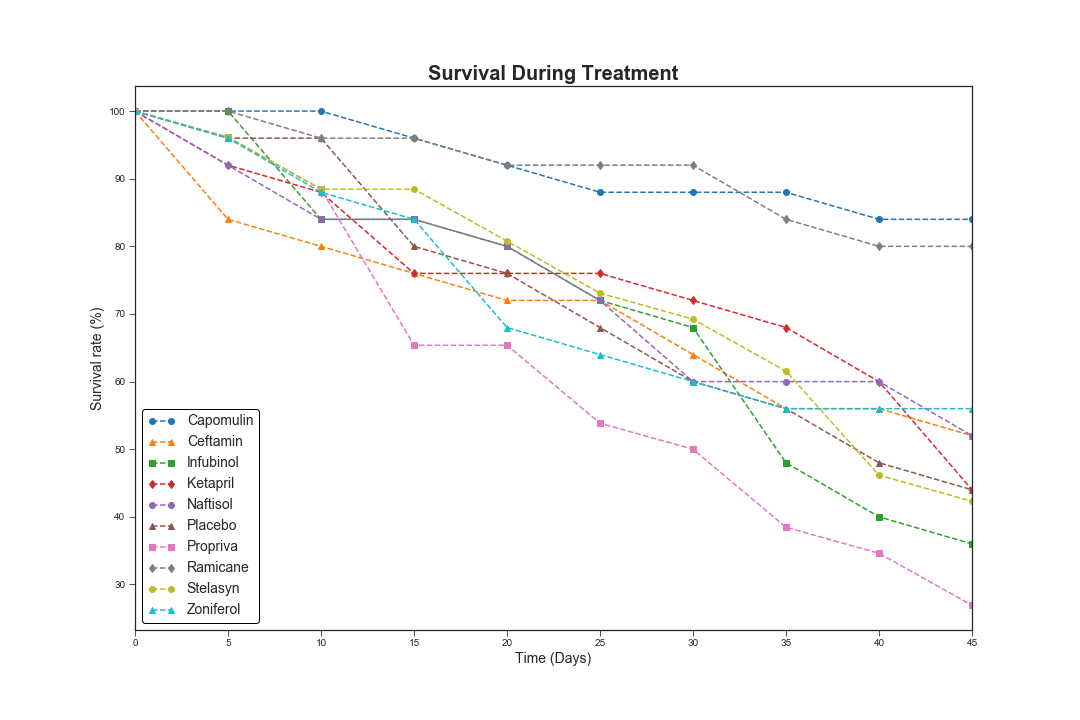 Survival During Treatment
Survival rate (%)
100
90
80
70
60
50
40
30
Capomulin
Ceftamin
Infubinol
Ketapril
Naftisol
Placebo
Propriva
Ramicane
Stelasyn
Zoniferol
0 5 10 15 20 25 30 35 40 45
Time (Days)